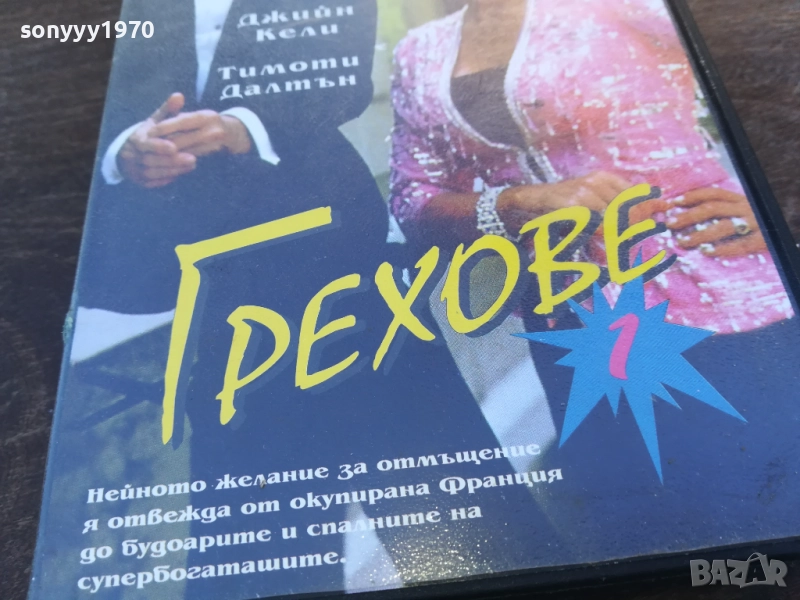 sonyyy1970
Джийн
Кели
Тимоти
Далтън
Грехове
1
Нейното желание за отмъщение
я отвежда от окупирана Франция
до будоарите и спалните на
супербогаташите.
BAZAR